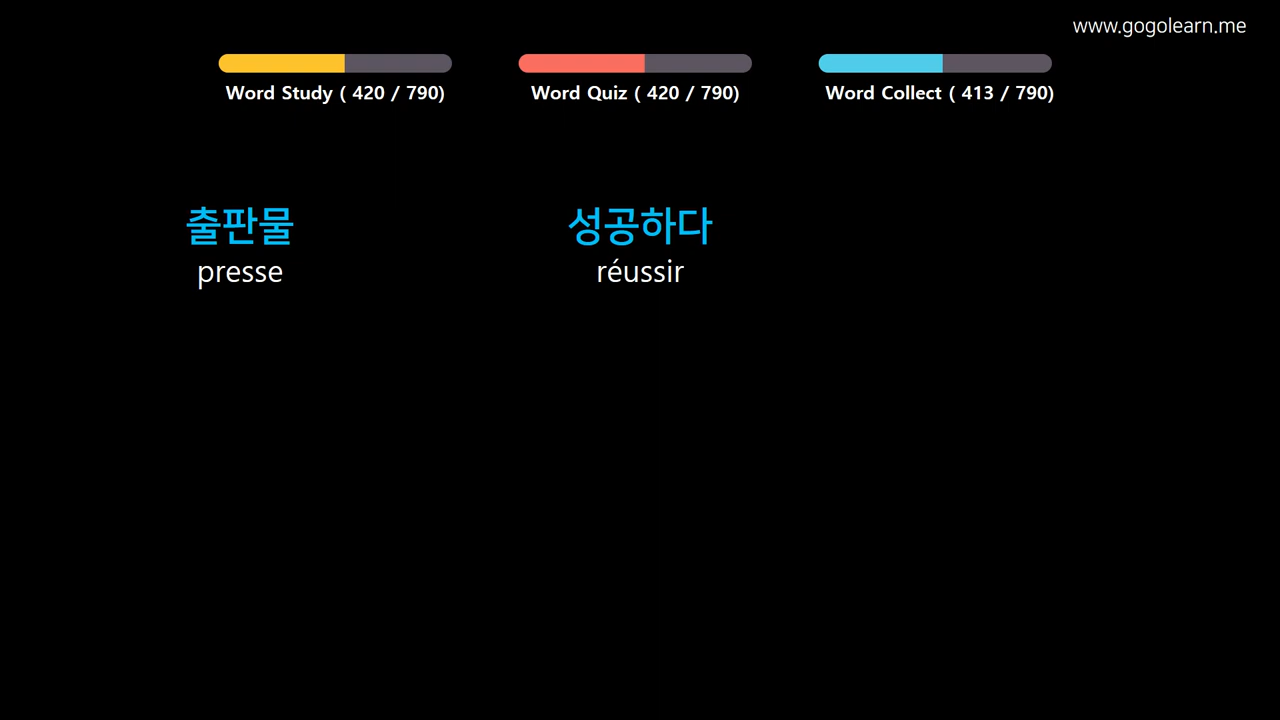 www.gogolearn.me
Word Study ( 420 / 790)
Word Quiz ( 420 / 790)
Word Collect ( 413 / 790)
출판물
presse
성공하다
réussir